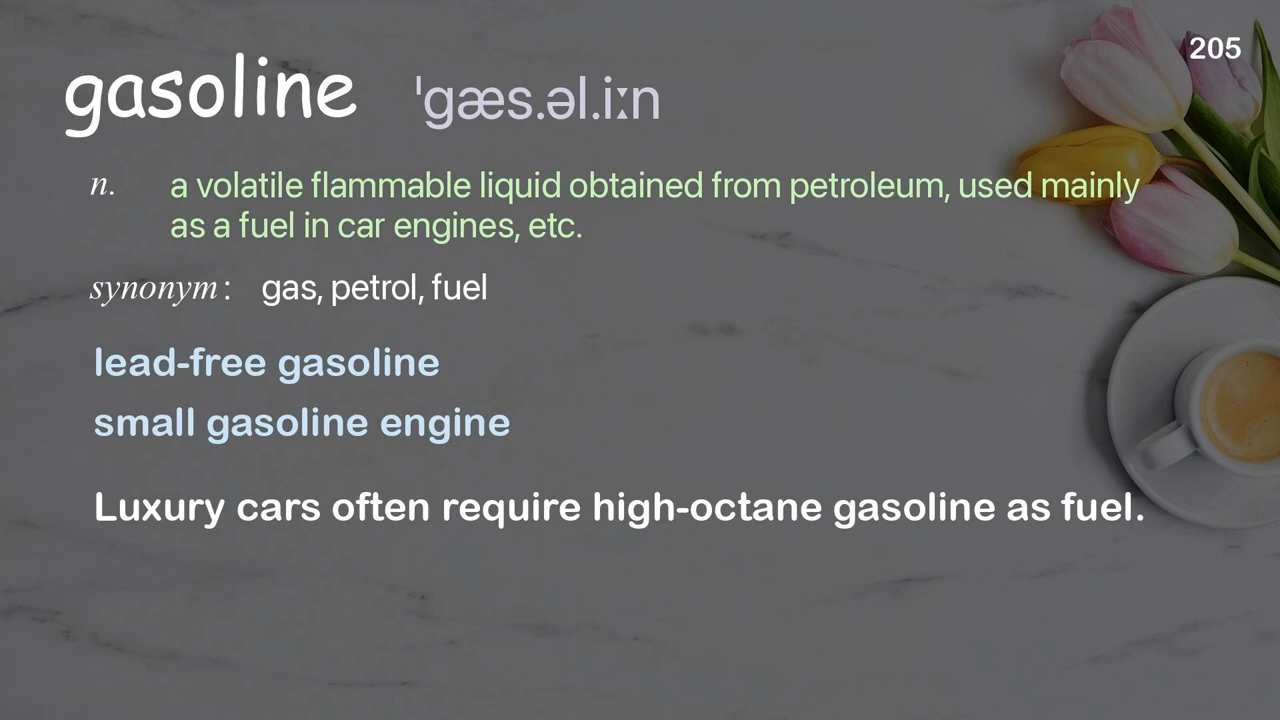 205
gasoline ˈɡæs.əl.iːn
n. a volatile flammable liquid obtained from petroleum, used mainly
as a fuel in car engines, etc.
synonym: gas, petrol, fuel
lead-free gasoline
small gasoline engine
Luxury cars often require high-octane gasoline as fuel.